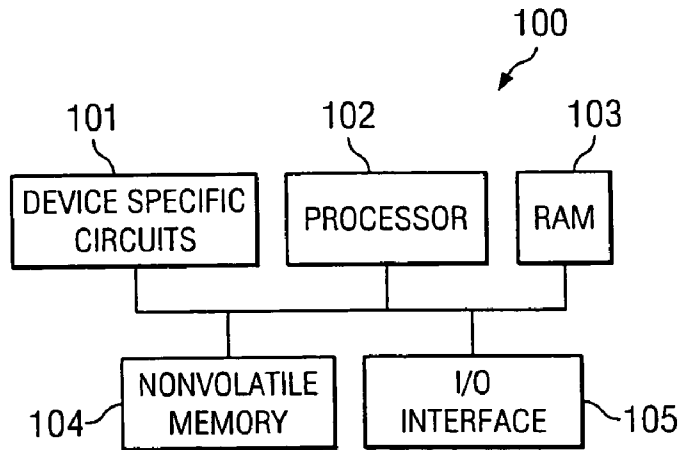 100
101
102
103
DEVICE SPECIFIC
CIRCUITS
PROCESSOR
RAM
104
NONVOLATILE
MEMORY
I/O
INTERFACE
105